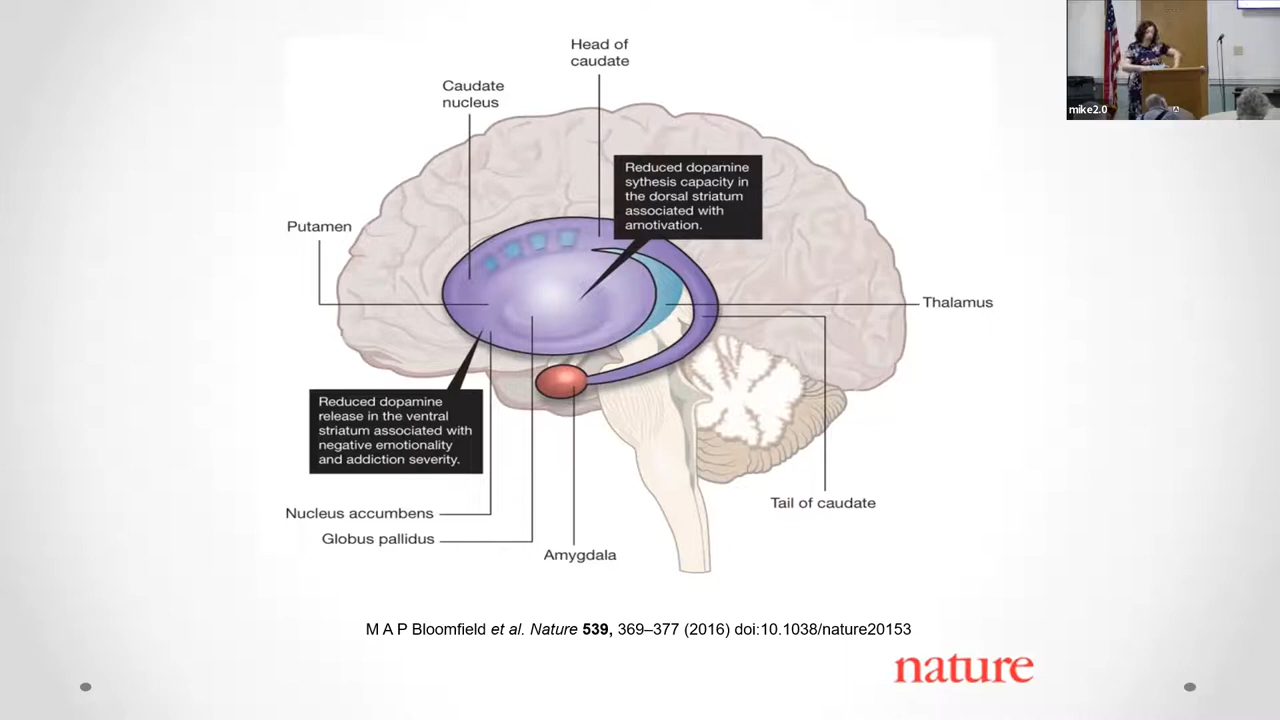 mike2.0
Head of
caudate
Caudate
nucleus
Reduced dopamine
sythesis capacity in
the dorsal striatum
associated with
amotivation.
Putamen
Thalamus
Reduced dopamine
release in the ventral
striatum associated with
negative emotionality
and addiction severity.
Tail of caudate
Nucleus accumbens
Globus pallidus
Amygdala
M A P Bloomfield et al. Nature 539, 369–377 (2016) doi:10.1038/nature20153
nature